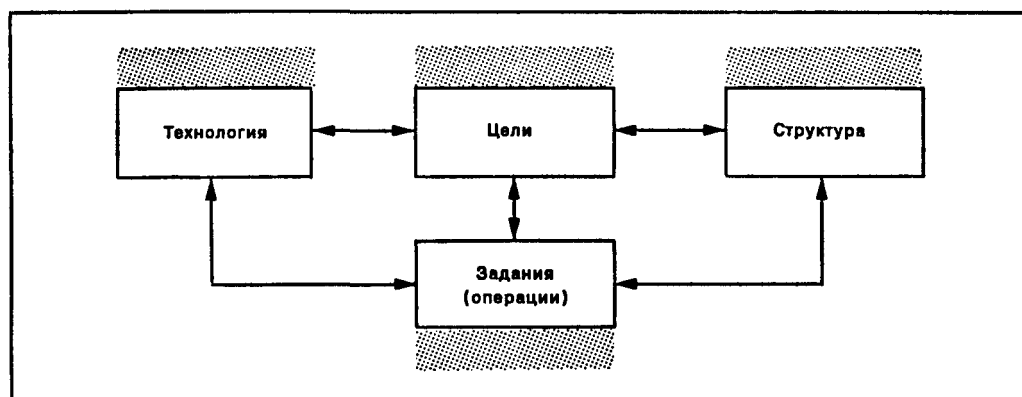 Технология
Цели
Структура
Задания
(операции)